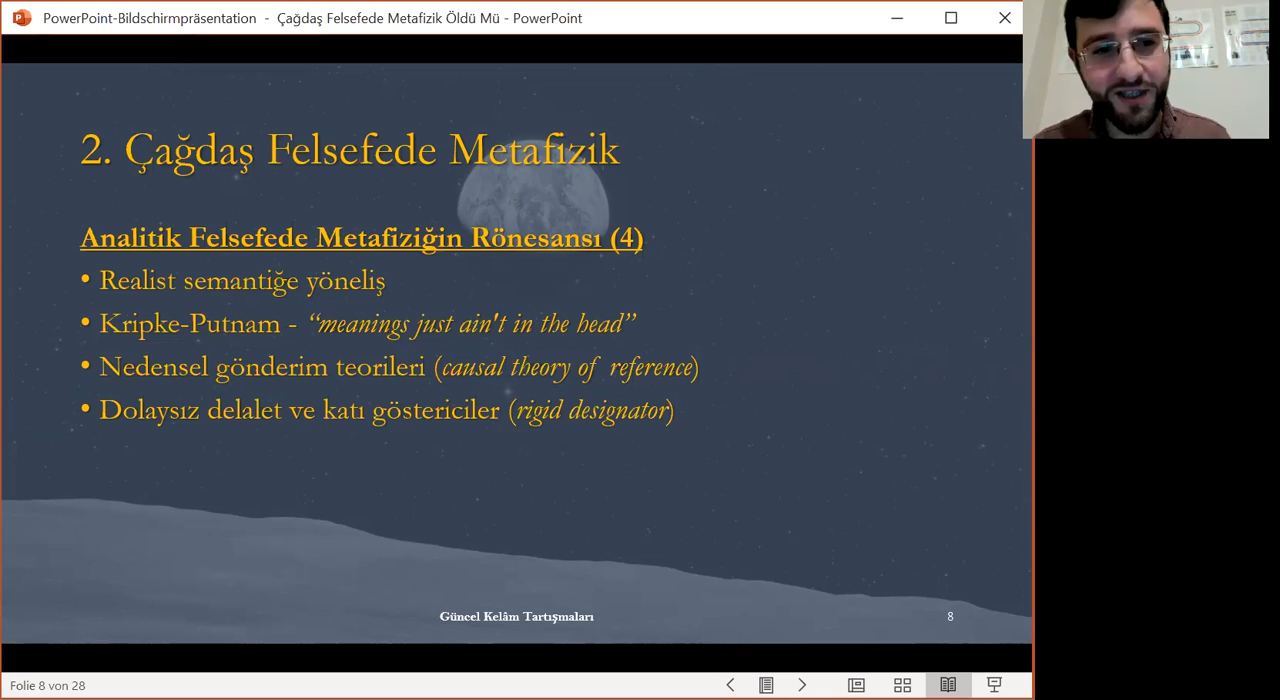 PowerPoint-Bildschirmpräsentation - Çağdaş Felsefede Metafizik Öldü Mü - PowerPoint
2. Çağdaş Felsefede Metafizik
Analitik Felsefede Metafiziğin Rönesansı (4)
• Realist semantiğe yöneliş
• Kripke-Putnam - “meanings just ain't in the head”
• Nedensel gönderim teorileri (causal theory of reference)
• Dolaysız delalet ve katı göstericiler (rigid designator)
Güncel Kelâm Tartışmaları
8
Folie 8 von 28